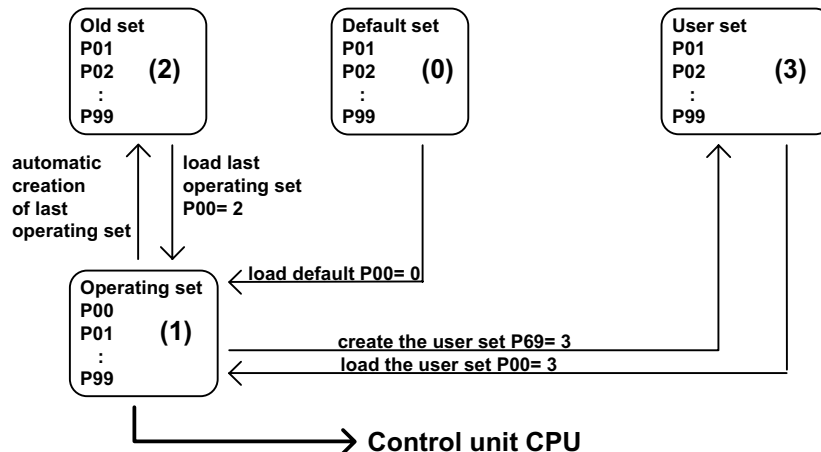 Old set
P01
P02
:
P99
(2)
Default set
P01
P02
:
P99
(0)
User set
P01
P02
:
P99
(3)
automatic
creation
of last
operating set
load last
operating set
P00= 2
load default P00= 0
Operating set
P00
P01
:
P99
(1)
create the user set P69= 3
load the user set P00= 3
Control unit CPU